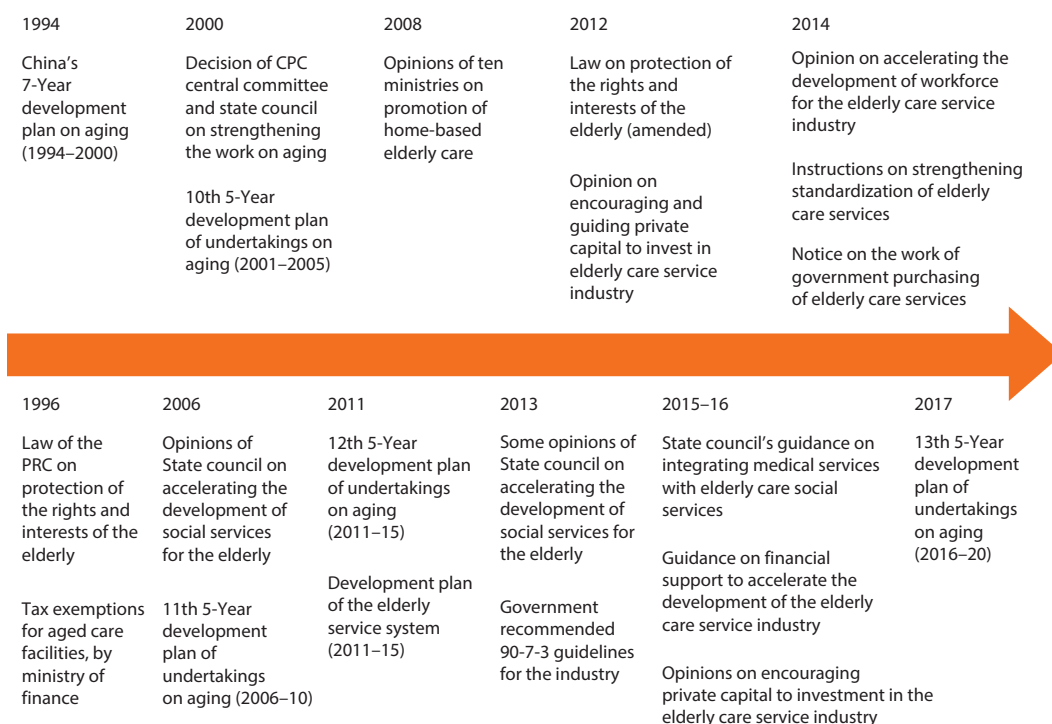 1994
China's
7-Year
development
plan on aging
(1994–2000)
2000
Decision of CPC
central committee
and state council
on strengthening
the work on aging
10th 5-Year
development plan
of undertakings on
aging (2001–2005)
2008
Opinions of ten
ministries on
promotion of
home-based
elderly care
2012
Law on protection of
the rights and
interests of the
elderly (amended)
Opinion on
encouraging and
guiding private
capital to invest in
elderly care service
industry
2014
Opinion on accelerating the
development of workforce
for the elderly care service
industry
Instructions on strengthening
standardization of elderly
care services
Notice on the work of
government purchasing
of elderly care services
1996
Law of the
PRC on
protection of
the rights and
interests of the
elderly
Tax exemptions
for aged care
facilities, by
ministry of
finance
2006
Opinions of
State council on
accelerating the
development of
social services
for the elderly
11th 5-Year
development
plan of
undertakings
on aging (2006–10)
2011
12th 5-Year
development plan
of undertakings
on aging
(2011–15)
Development plan
of the elderly
service system
(2011–15)
2013
Some opinions of
State council on
accelerating the
development of
social services for
the elderly
Government
recommended
90-7-3 guidelines
for the industry
2015–16
State council's guidance on
integrating medical services
with elderly care social
services
Guidance on financial
support to accelerate the
development of the elderly
care service industry
Opinions on encouraging
private capital to investment in the
elderly care service industry
2017
13th 5-Year
development
plan of
undertakings
on aging
(2016–20)